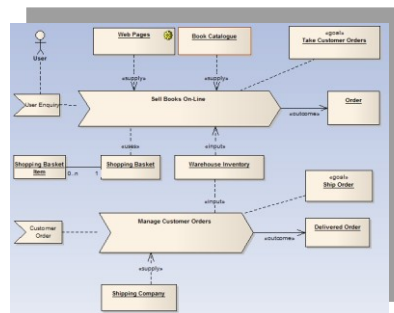 Web Pages
Book Catalogue
«goal»
Take Customer Orders
User
«supply»
«supply»
User Enquiry
Sell Books On-Line
«outcome»
Order
«uses»
«input»
Shopping Basket
Item
0..n
1
Shopping Basket
Warehouse Inventory
«goal»
Ship Order
«input»
Manage Customer Orders
Customer
Order
«outcome»
Delivered Order
«supply»
Shipping Company